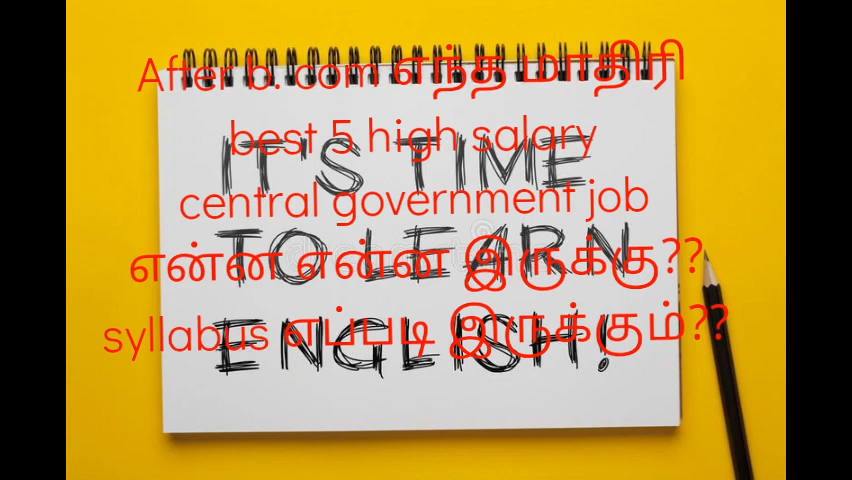 After b. com எந்த மாதிரி
best 5 high salary
central government job
என்ன என்ன இருக்கு??
syllabus எப்படி இருக்கும்??
IT'S TIME
TO LEARN
ENGLISH!